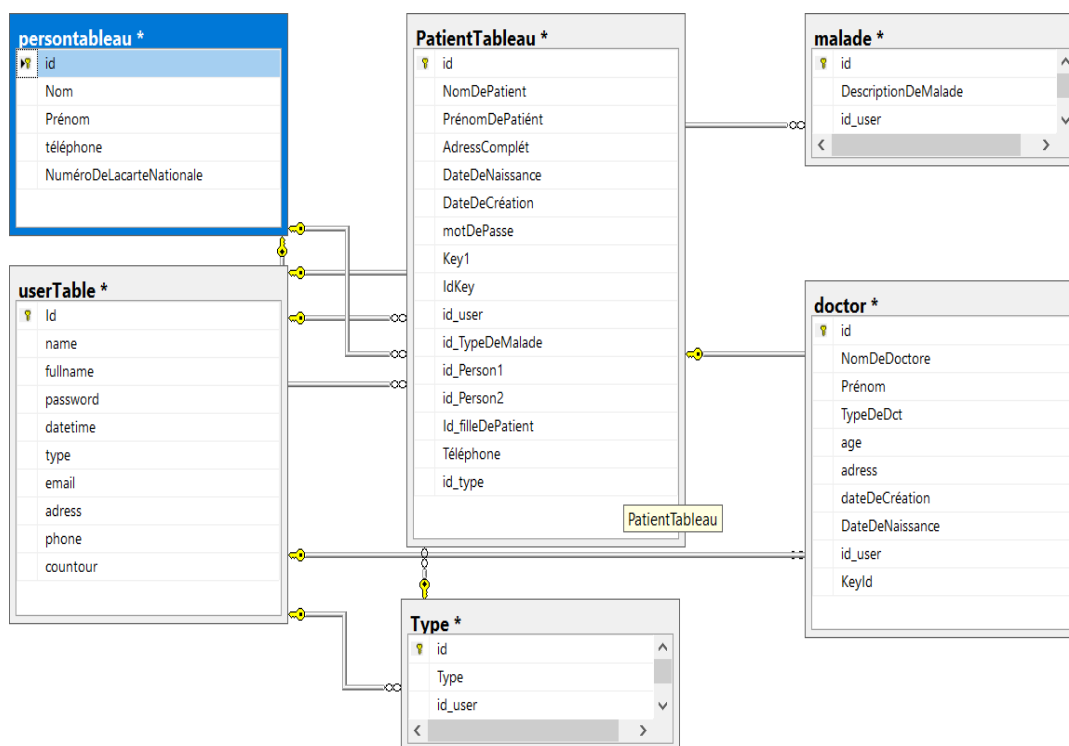 persontableau *
id
Nom
Prénom
téléphone
NuméroDeLacarteNationale
userTable *
Id
name
fullname
password
datetime
type
email
adress
phone
countour
PatientTableau *
id
NomDePatient
PrénomDePatiént
AdressComplét
DateDeNaissance
DateDeCréation
motDePasse
Key1
IdKey
id_user
id_TypeDeMalade
id_Person1
id_Person2
Id_filleDePatient
Téléphone
id_type
PatientTableau
Type *
id
Type
id_user
malade *
id
DescriptionDeMalade
id_user
doctor *
id
NomDeDoctore
Prénom
TypeDeDct
age
adress
dateDeCréation
DateDeNaissance
id_user
KeyId